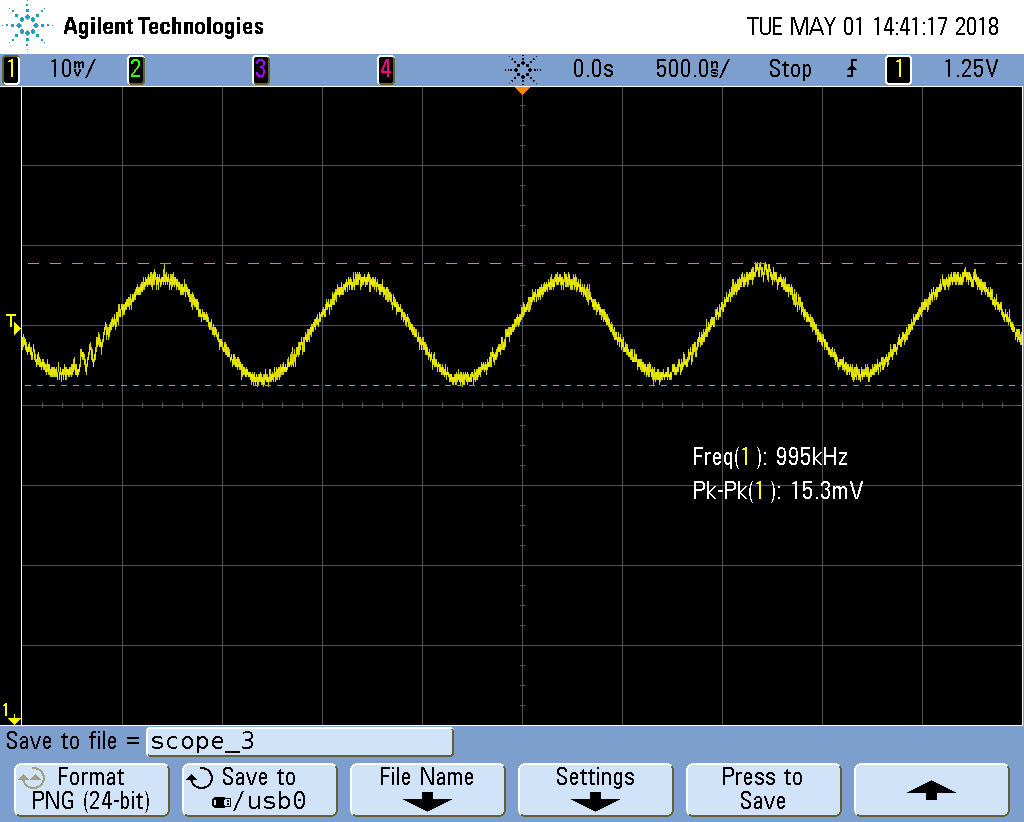 Agilent Technologies
TUE MAY 01 14:41:17 2018
1 10mV/ 2 3 4 0.0s 500.0ns/ Stop 1 1.25V
T
Freq(1): 995kHz
Pk-Pk(1): 15.3mV
1
Save to file = scope_3
Format
PNG (24-bit)
Save to
/usb0
File Name
Settings
Press to
Save